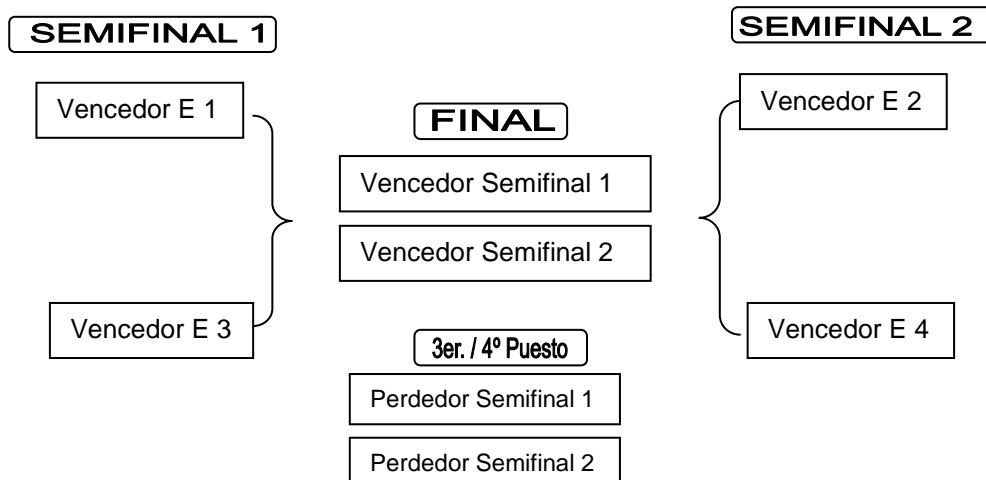 SEMIFINAL 1
Vencedor E 1
Vencedor E 3
FINAL
Vencedor Semifinal 1
Vencedor Semifinal 2
3er. / 4º Puesto
Perdedor Semifinal 1
Perdedor Semifinal 2
SEMIFINAL 2
Vencedor E 2
Vencedor E 4